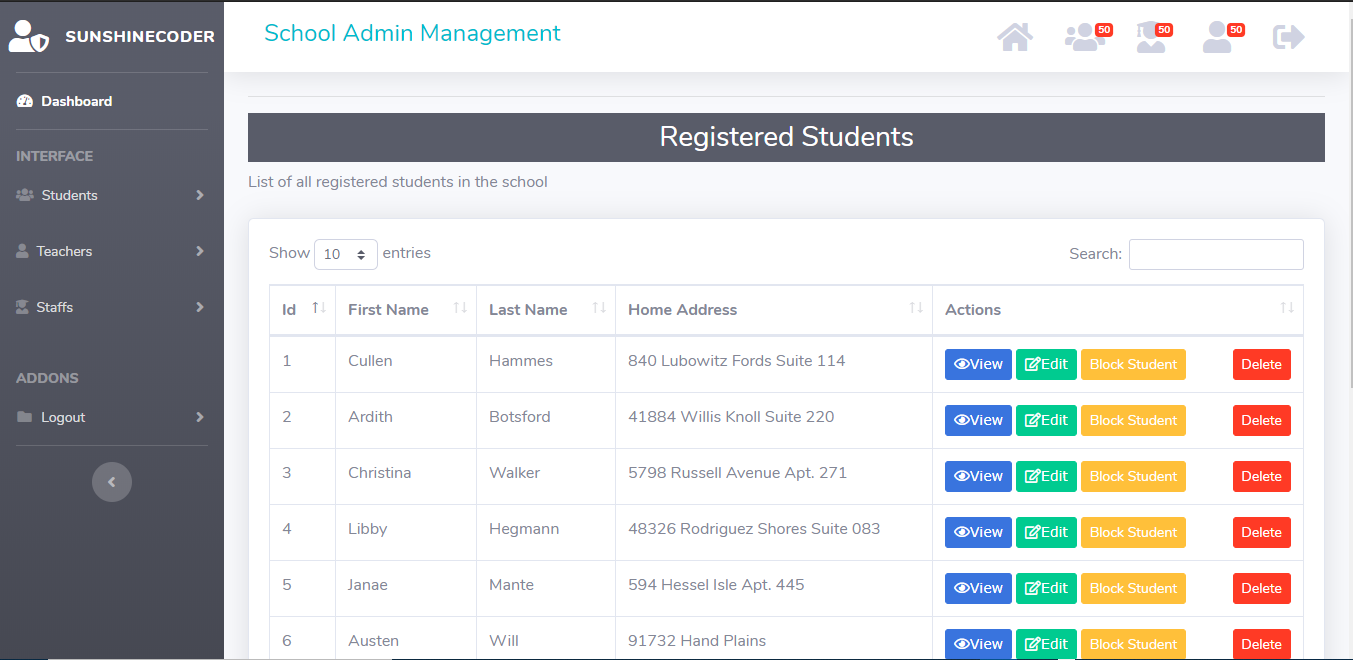 SUNSHINECODER
School Admin Management
50
50
50
Dashboard
INTERFACE
Students
Teachers
Staffs
ADDONS
Logout
Registered Students
List of all registered students in the school
Show 10 entries
Search:
Id First Name Last Name Home Address Actions
1 Cullen Hammes 840 Lubowitz Fords Suite 114 View Edit Block Student Delete
2 Ardith Botsford 41884 Willis Knoll Suite 220 View Edit Block Student Delete
3 Christina Walker 5798 Russell Avenue Apt. 271 View Edit Block Student Delete
4 Libby Hegmann 48326 Rodriguez Shores Suite 083 View Edit Block Student Delete
5 Janae Mante 594 Hessel Isle Apt. 445 View Edit Block Student Delete
6 Austen Will 91732 Hand Plains View Edit Block Student Delete